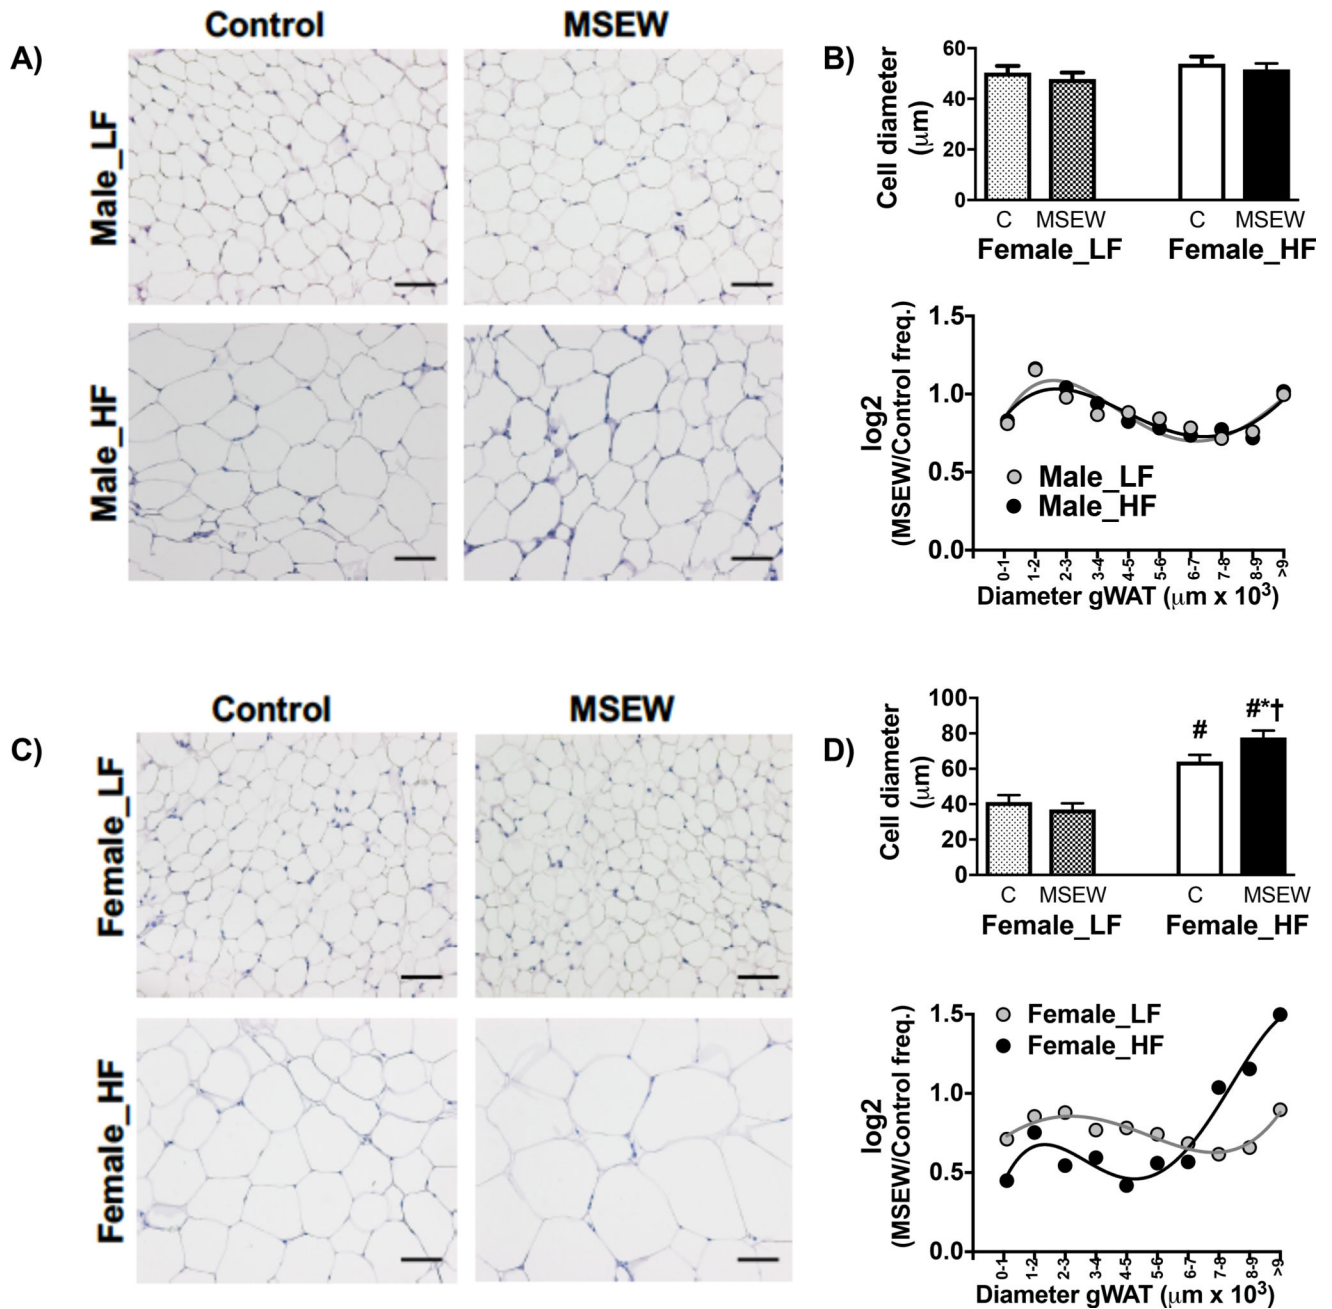 Control MSEW
A)
Male_LF
Male_HF
B)
Cell diameter
(μm)
60
40
20
0
C MSEW C MSEW
Female_LF Female_HF
log2
(MSEW/Control freq.)
1.5
1.0
0.5
0.0
Male_LF
Male_HF
0-1 1-2 2-3 3-4 4-5 5-6 6-7 7-8 8-9 >9
Diameter gWAT (μm x 10³)
Control MSEW
C)
Female_LF
Female_HF
D)
Cell diameter
(μm)
100
80
60
40
20
0
# #*†
C MSEW C MSEW
Female_LF Female_HF
log2
(MSEW/Control freq.)
1.5
1.0
0.5
0.0
Female_LF
Female_HF
0-1 1-2 2-3 3-4 4-5 5-6 6-7 7-8 8-9 >9
Diameter gWAT (μm x 10³)